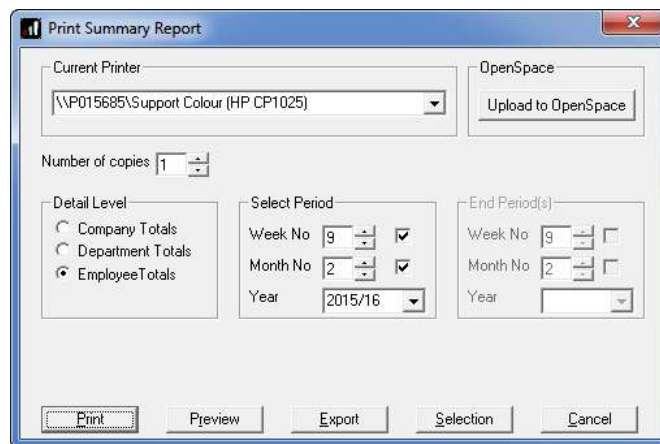 Print Summary Report
Current Printer
\\P015685\Support Colour (HP CP1025)
OpenSpace
Upload to OpenSpace
Number of copies 1
Detail Level
Company Totals
Department Totals
EmployeeTotals
Select Period
Week No 9
Month No 2
Year 2015/16
End Period(s)
Week No 9
Month No 2
Year
Print Preview Export Selection Cancel